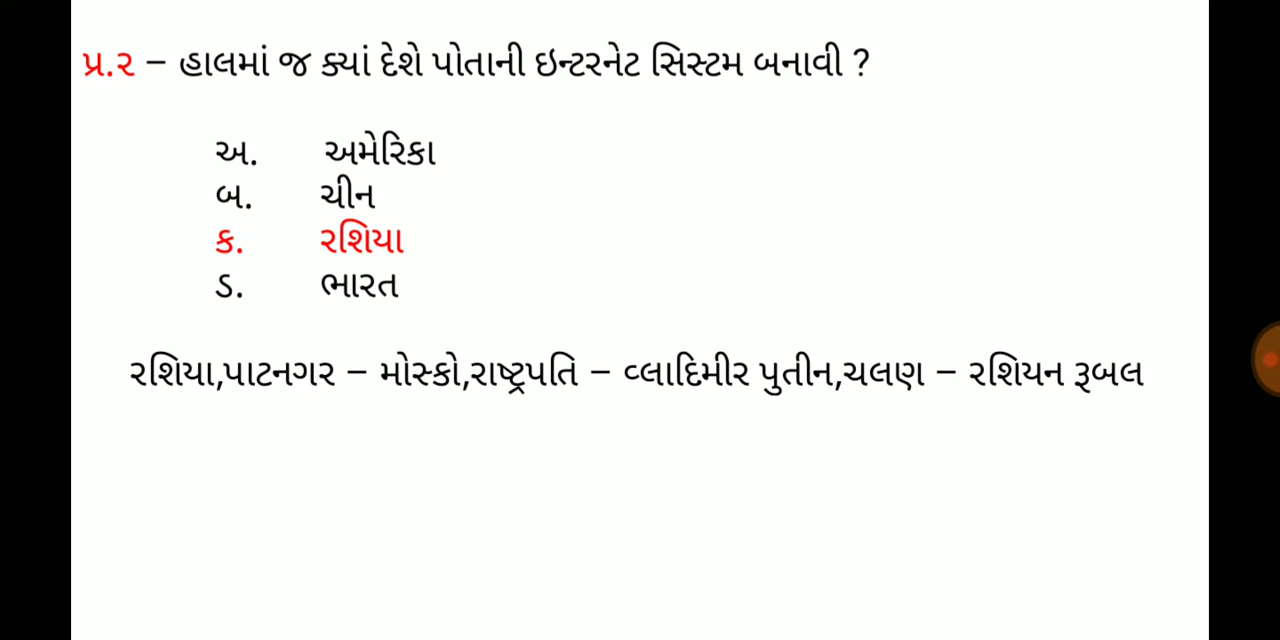 પ્ર.૨ – હાલમાં જ ક્યાં દેશે પોતાની ઇન્ટરનેટ સિસ્ટમ બનાવી ?
અ. અમેરિકા
બ. ચીન
ક. રશિયા
ડ. ભારત
રશિયા,પાટનગર – મોસ્કો,રાષ્ટ્રપતિ – વ્લાદિમીર પુતીન,ચલણ – રશિયન રૂબલ